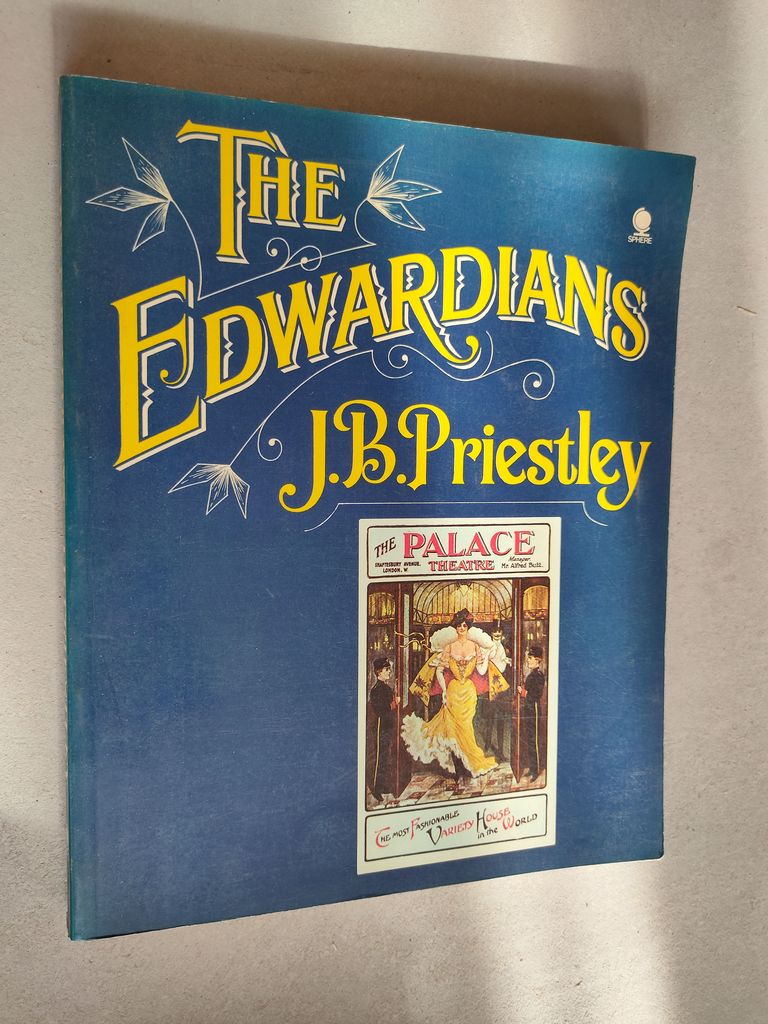 THE
SPHERE
EDWARDIANS
J.B.Priestley
THE PALACE
THEATRE
SHAFTESBURY AVENUE.
LONDON. W
Manager
Mr. Alfred Butt.
THE MOST FASHIONABLE
VARIETY HOUSE
in the WORLD